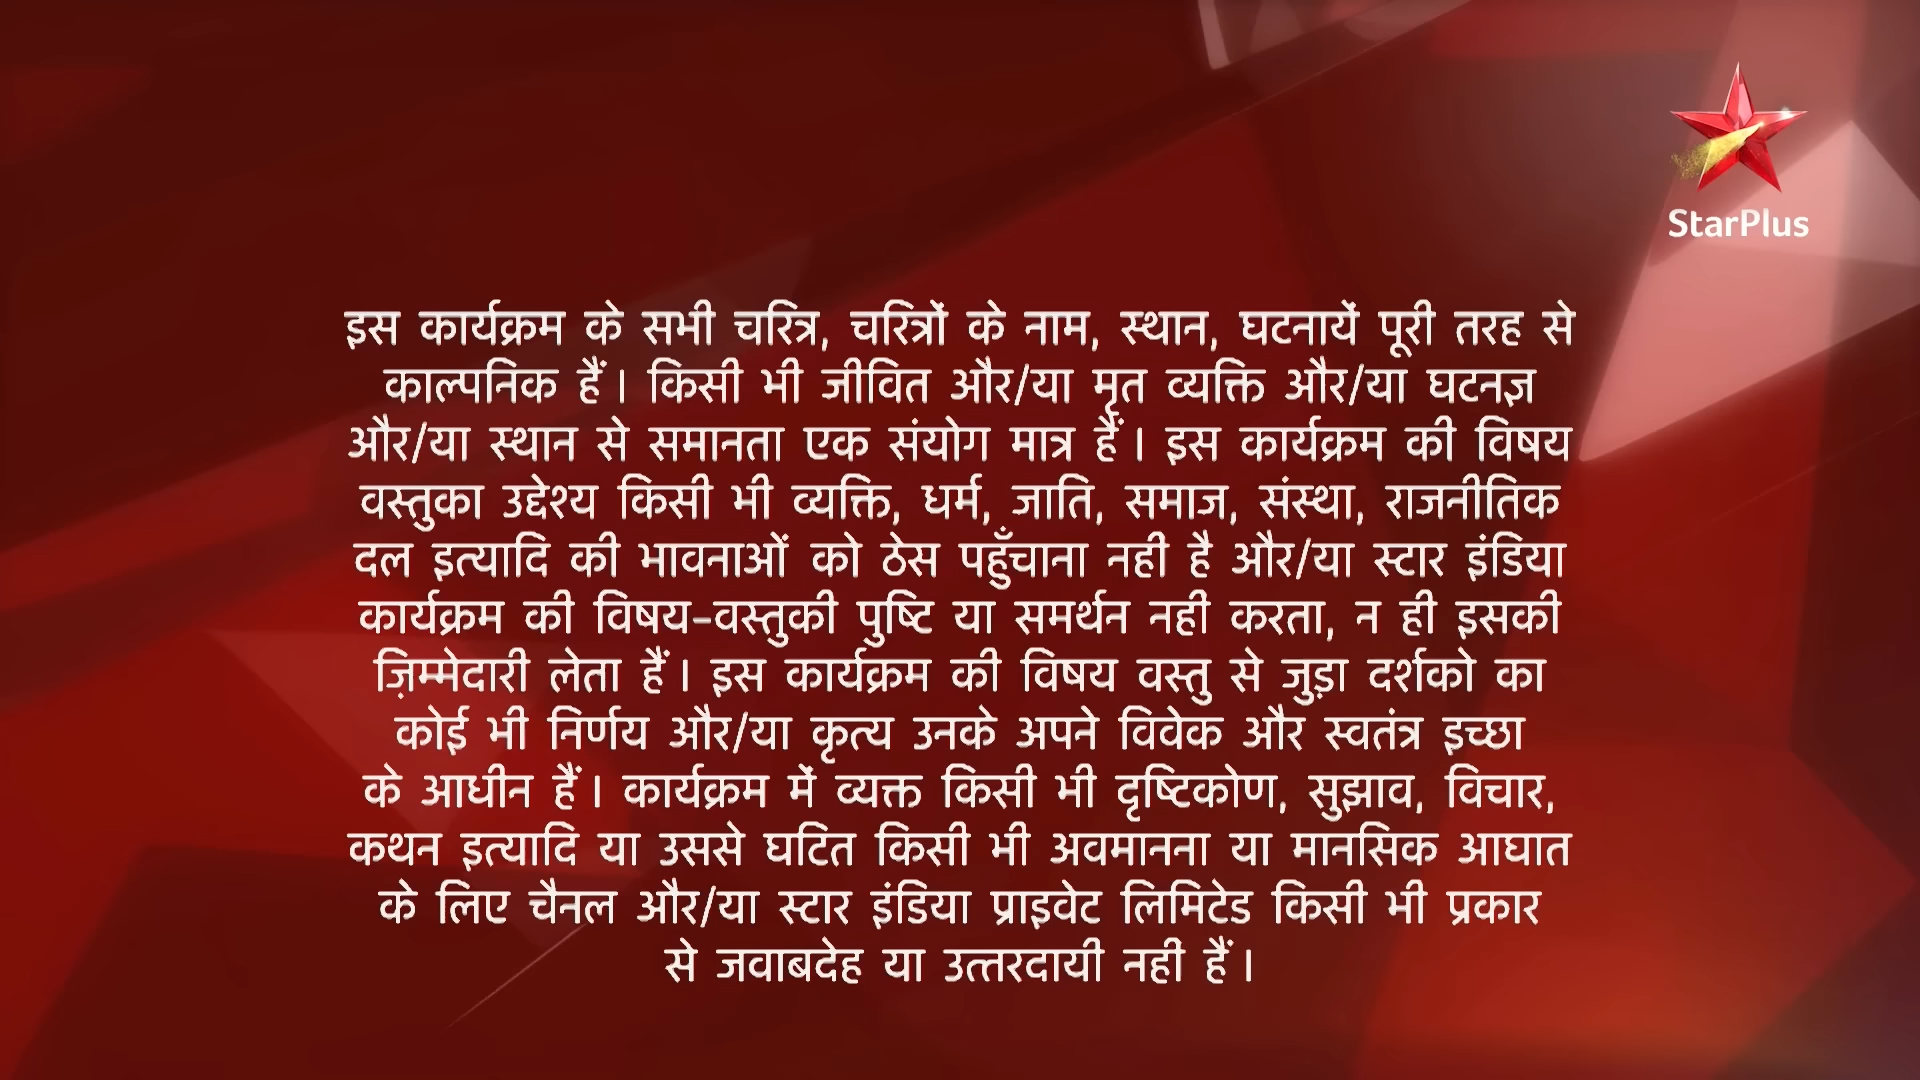 StarPlus
इस कार्यक्रम के सभी चरित्र, चरित्रों के नाम, स्थान, घटनायें पूरी तरह से
काल्पनिक हैं। किसी भी जीवित और/या मृत व्यक्ति और/या घटनज्ञ
और/या स्थान से समानता एक संयोग मात्र हैं। इस कार्यक्रम की विषय
वस्तुका उद्देश्य किसी भी व्यक्ति, धर्म, जाति, समाज, संस्था, राजनीतिक
दल इत्यादि की भावनाओं को ठेस पहुँचाना नही है और/या स्टार इंडिया
कार्यक्रम की विषय-वस्तुकी पुष्टि या समर्थन नही करता, न ही इसकी
ज़िम्मेदारी लेता हैं। इस कार्यक्रम की विषय वस्तु से जुड़ा दर्शको का
कोई भी निर्णय और/या कृत्य उनके अपने विवेक और स्वतंत्र इच्छा
के आधीन हैं। कार्यक्रम में व्यक्त किसी भी दृष्टिकोण, सुझाव, विचार,
कथन इत्यादि या उससे घटित किसी भी अवमानना या मानसिक आघात
के लिए चैनल और/या स्टार इंडिया प्राइवेट लिमिटेड किसी भी प्रकार
से जवाबदेह या उत्तरदायी नही हैं।